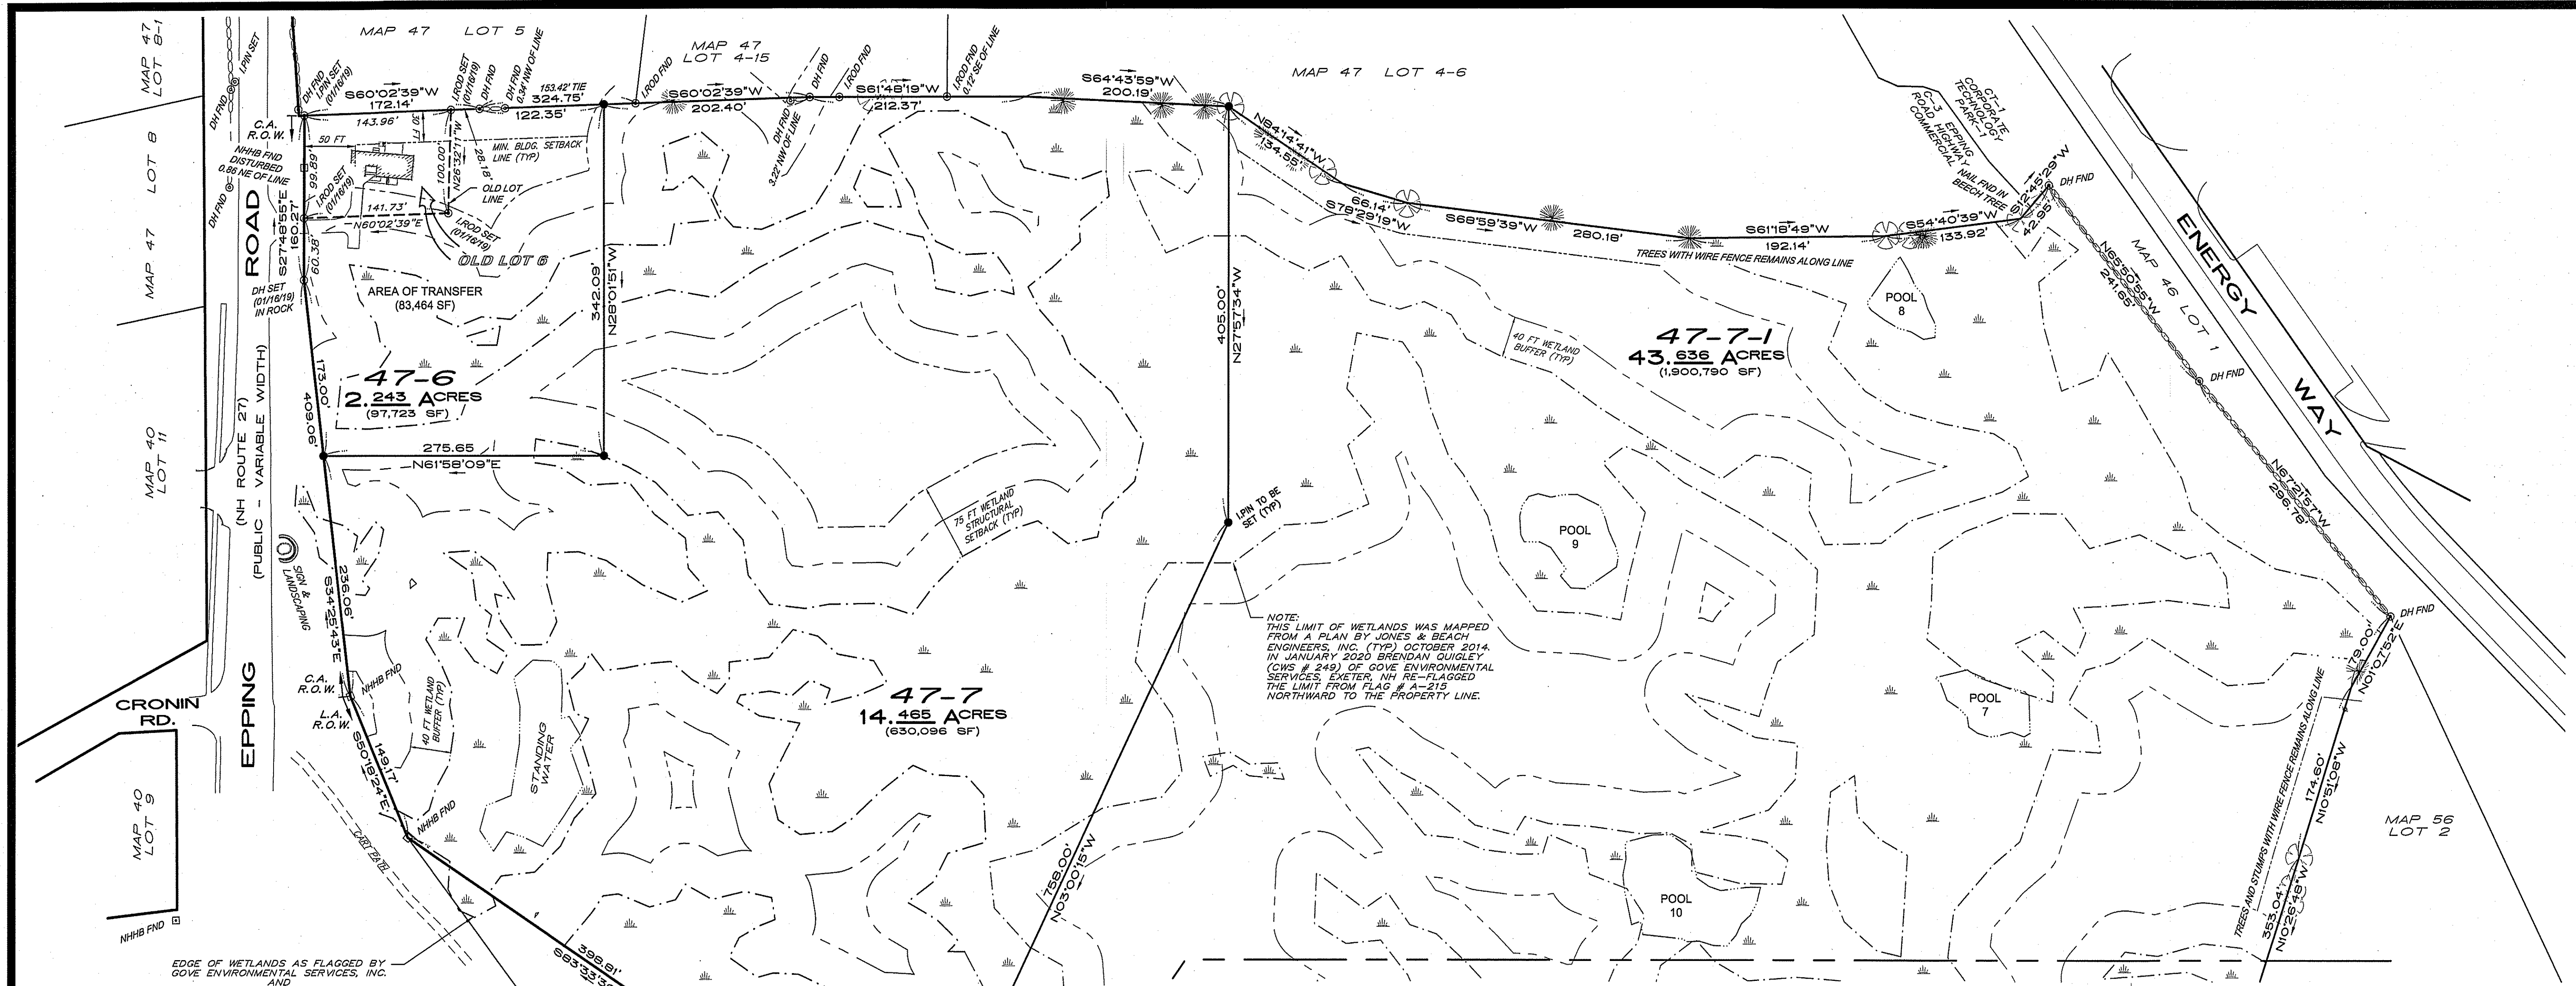 MAP 47
LOT 8-1
MAP 47 LOT 8
MAP 40
LOT 11
MAP 40
LOT 9
CRONIN
RD.
NHHB FND
EDGE OF WETLANDS AS FLAGGED BY
GOVE ENVIRONMENTAL SERVICES, INC.
AND
EPPING ROAD
(NH ROUTE 27)
(PUBLIC - VARIABLE WIDTH)
DH FND
I.PIN SET
DH FND
C.A.
R.O.W.
NHHB FND
DISTURBED
0.66 NE OF LINE
DH SET
(01/16/19)
IN ROCK
MAP 47 LOT 5
DH FND
I.PIN SET
(01/16/19)
S60°02'39"W
172.14'
143.96'
I.ROD SET
(01/16/19)
DH FND
DH FND
0.34' NW OF LINE
153.42' TIE
324.75'
122.35'
I.ROD FND
50 FT
30 FT
MIN. BLDG. SETBACK
LINE (TYP)
99.89'
I.ROD SET
(01/16/19)
100.00'
N26°32'11"W
28.18'
OLD LOT
LINE
141.73'
N60°02'39"E
I.ROD SET
(01/16/19)
OLD LOT 6
S27°48'55"E
160.27'
60.38'
AREA OF TRANSFER
(83,464 SF)
342.09'
N28°01'51"W
47-6
2.243 ACRES
(97,723 SF)
173.00'
409.06'
275.65
N61°58'09"E
MAP 47
LOT 4-15
S60°02'39"W
202.40'
DH FND
3.22' NW OF LINE
DH FND
I.ROD FND
S61°48'19"W
212.37'
I.ROD FND
0.12' SE OF LINE
S64°43'59"W
200.19'
MAP 47 LOT 4-6
N84°14'41"W
134.55'
66.14'
S78°29'19"W
S68°59'39"W
280.18'
S61°18'49"W
192.14'
TREES WITH WIRE FENCE REMAINS ALONG LINE
S54°40'39"W
133.92'
S12°45'29"W
42.95'
CT-1
CORPORATE
TECHNOLOGY
PARK-1
C-3 EPPING
ROAD HIGHWAY
COMMERCIAL
NAIL FND IN
BEECH TREE
DH FND
N65°50'55"W
241.65'
MAP 46 LOT 1
ENERGY WAY
DH FND
N67°21'57"W
296.78'
DH FND
79.00'
N01°07'52"E
174.60'
N10°51'08"W
353.04'
N10°26'48"W
TREES AND STUMPS WITH WIRE FENCE REMAINS ALONG LINE
MAP 56
LOT 2
POOL
8
47-7-1
43.636 ACRES
(1,900,790 SF)
40 FT WETLAND
BUFFER (TYP)
405.00'
N27°57'34"W
I.PIN TO BE
SET (TYP)
POOL
9
POOL
7
POOL
10
75 FT WETLAND
STRUCTURAL
SETBACK (TYP)
NOTE:
THIS LIMIT OF WETLANDS WAS MAPPED
FROM A PLAN BY JONES & BEACH
ENGINEERS, INC. (TYP) OCTOBER 2014.
IN JANUARY 2020 BRENDAN QUIGLEY
(CWS # 249) OF GOVE ENVIRONMENTAL
SERVICES, EXETER, NH RE-FLAGGED
THE LIMIT FROM FLAG # A-215
NORTHWARD TO THE PROPERTY LINE.
SIGN &
LANDSCAPING
236.06'
S34°25'43"E
C.A.
R.O.W.
NHHB FND
L.A.
R.O.W.
149.17'
S50°18'24"E
40 FT WETLAND
BUFFER (TYP)
STANDING
WATER
CART PATH
NHHB FND
47-7
14.465 ACRES
(630,096 SF)
758.00'
N03°00'15"W
398.81'